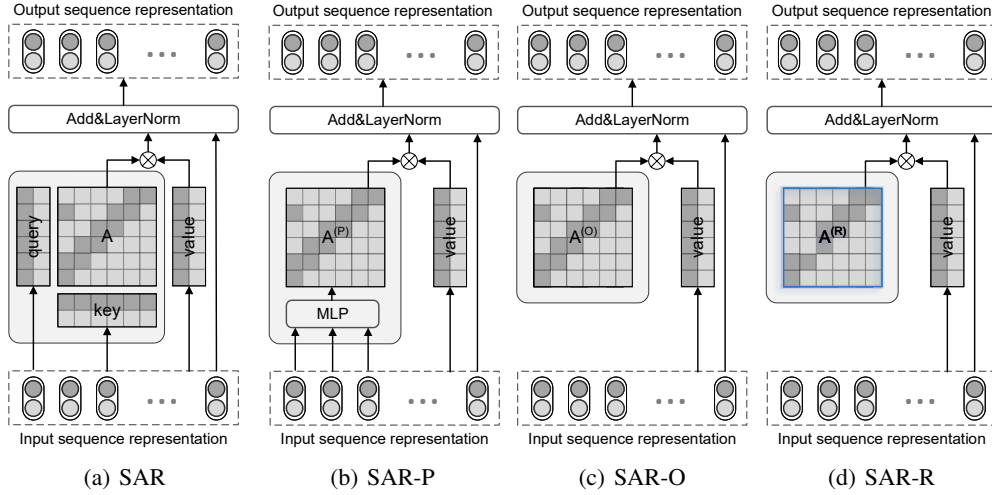 Output sequence representation
Output sequence representation
Output sequence representation
Output sequence representation
Add&LayerNorm
Add&LayerNorm
Add&LayerNorm
Add&LayerNorm
query
A
value
key
A(P)
value
MLP
A(O)
value
A(R)
value
Input sequence representation
Input sequence representation
Input sequence representation
Input sequence representation
(a) SAR
(b) SAR-P
(c) SAR-O
(d) SAR-R